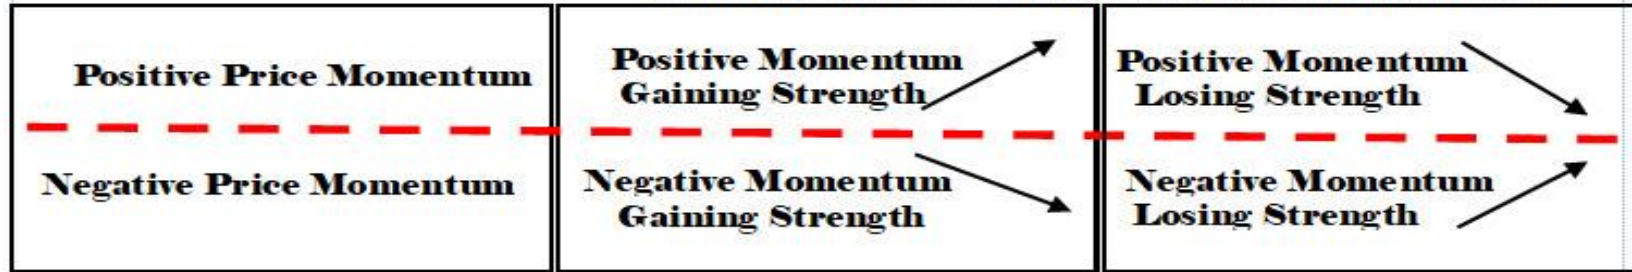 Positive Price Momentum
Negative Price Momentum
Positive Momentum
Gaining Strength
Negative Momentum
Gaining Strength
Positive Momentum
Losing Strength
Negative Momentum
Losing Strength